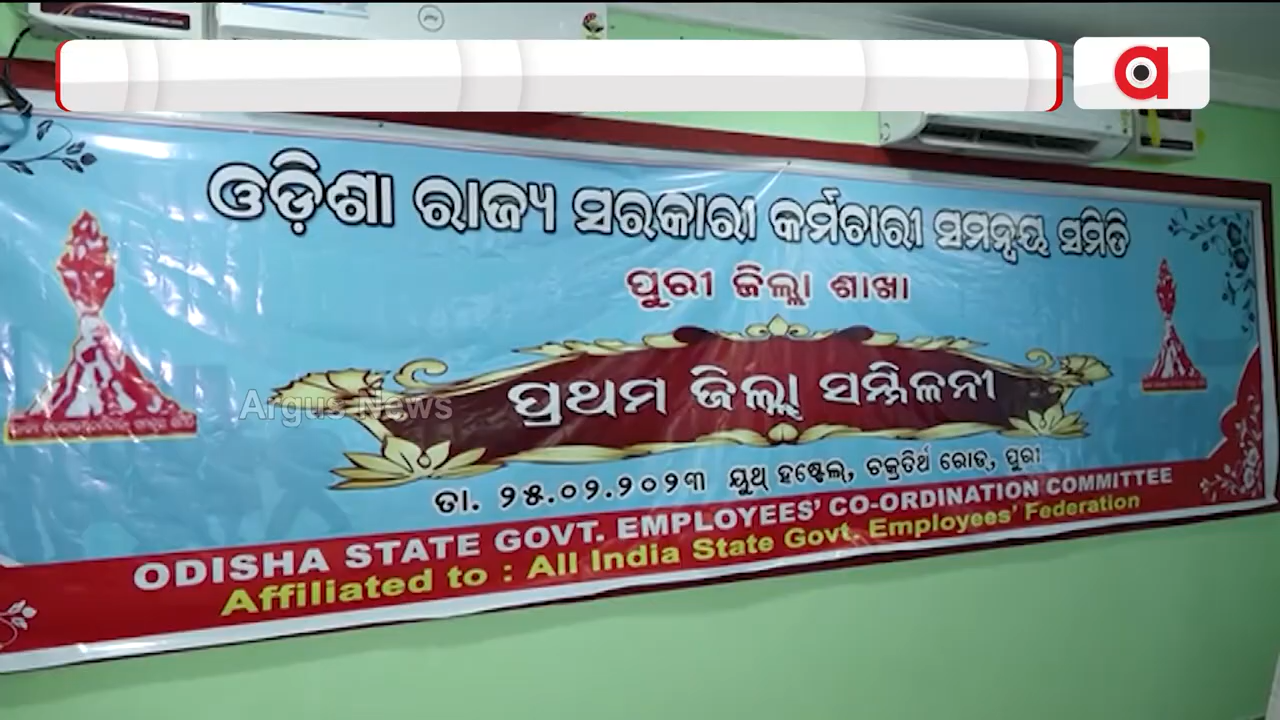 ଓଡ଼ିଶା ରାଜ୍ୟ ସରକାରୀ କର୍ମଚାରୀ ସମନ୍ୱୟ ସମିତି
ପୁରୀ ଜିଲ୍ଲା ଶାଖା
ପ୍ରଥମ ଜିଲ୍ଲା ସମ୍ମିଳନୀ
Argus News
ତା. ୨୫.୦୨.୨୦୨୩ ୟୁଥ୍ ହଷ୍ଟେଲ୍, ଚକ୍ରତିର୍ଥ ରୋଡ୍, ପୁରୀ
ODISHA STATE GOVT. EMPLOYEES' CO-ORDINATION COMMITTEE
Affiliated to : All India State Govt. Employees' Federation